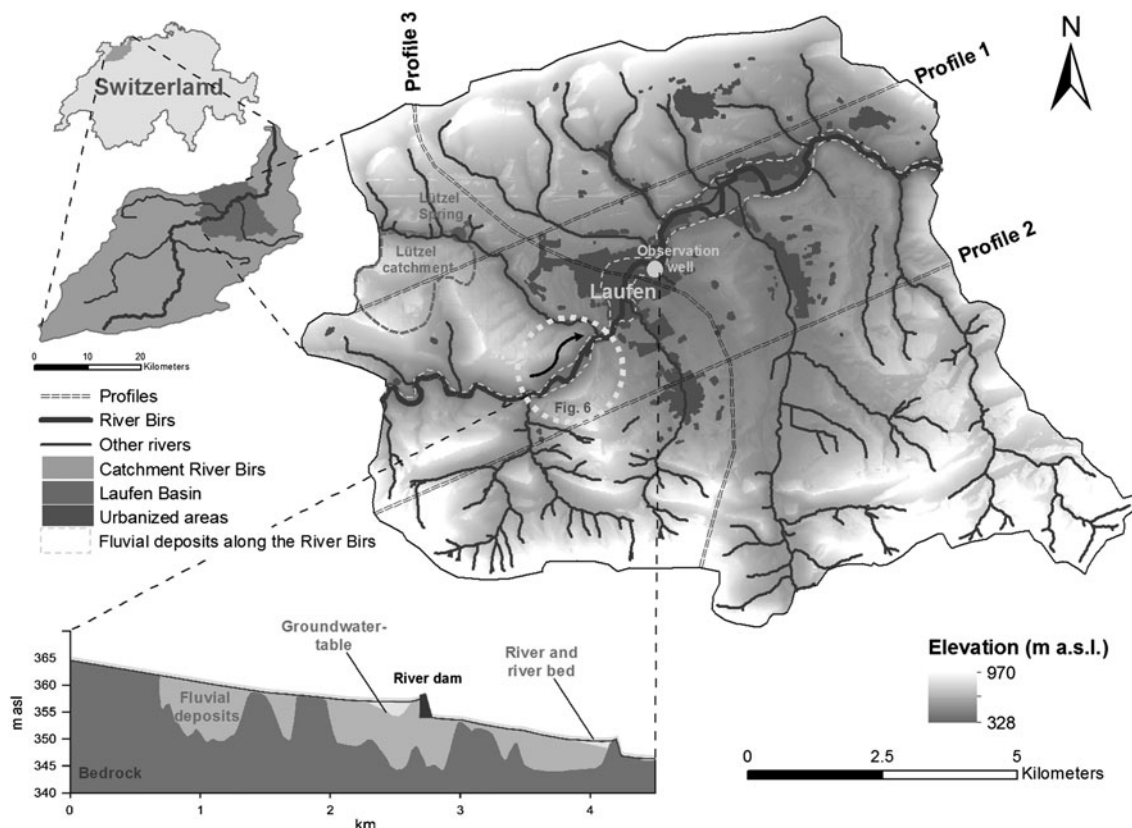 Switzerland
0 10 20
Kilometers
Profiles
River Birs
Other rivers
Catchment River Birs
Laufen Basin
Urbanized areas
Fluvial deposits along the River Birs
Profile 3
Profile 1
Profile 2
N
Lützel
Spring
Lützel
catchment
Observation
well
Laufen
Fig. 6
Elevation (m a.s.l.)
970
328
0 2.5 5
Kilometers
Groundwater-
table
River dam
River and
river bed
Fluvial
deposits
Bedrock
m asl
365
360
355
350
345
340
0 1 2 3 4
km